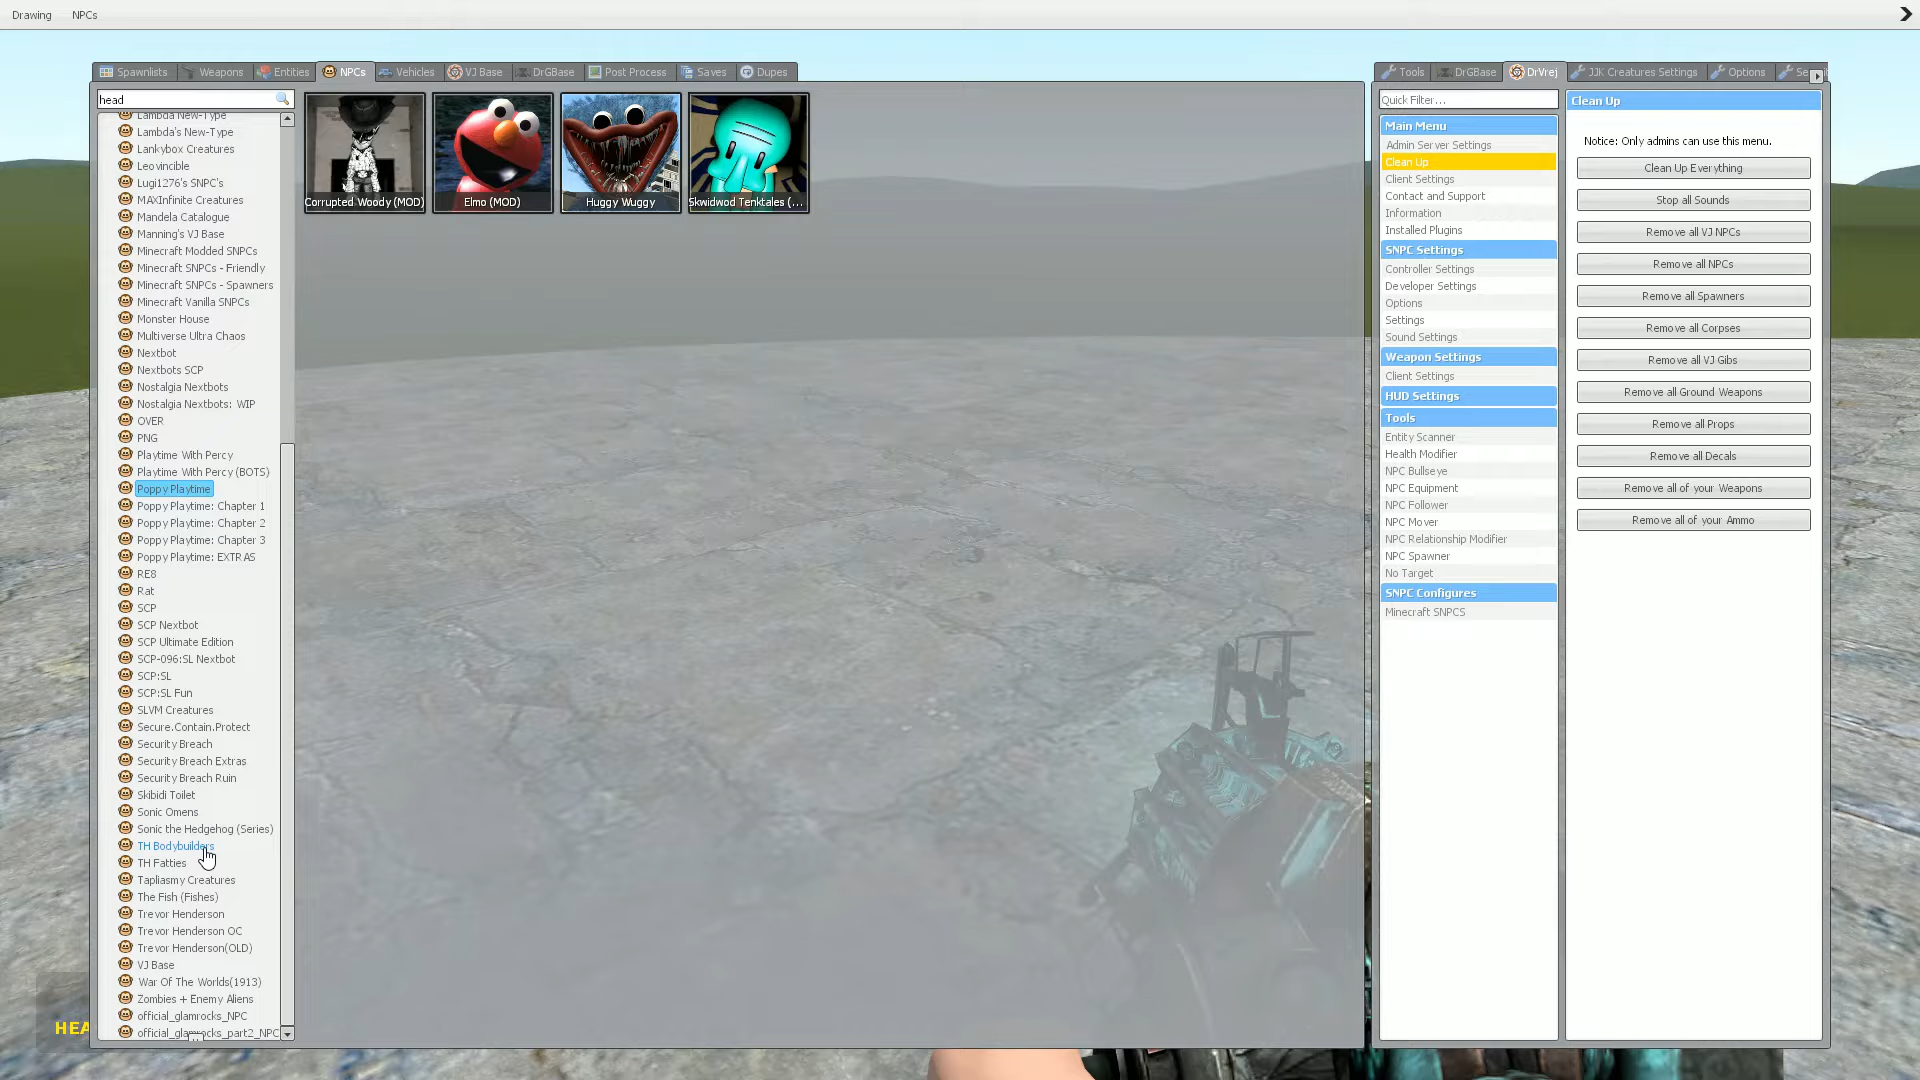 Drawing NPCs
Spawnlists Weapons Entities NPCs Vehicles VJ Base DrGBase Post Process Saves Dupes
Tools DrGBase DrVrej JJK Creatures Settings Options
head
Lambda New-Type
Lambda's New-Type
Lankybox Creatures
Leovincible
Lugi1276's SNPC's
MAXInfinite Creatures
Mandela Catalogue
Manning's VJ Base
Minecraft Modded SNPCs
Minecraft SNPCs - Friendly
Minecraft SNPCs - Spawners
Minecraft Vanilla SNPCs
Monster House
Multiverse Ultra Chaos
Nextbot
Nextbots SCP
Nostalgia Nextbots
Nostalgia Nextbots: WIP
OVER
PNG
Playtime With Percy
Playtime With Percy (BOTS)
Poppy Playtime
Poppy Playtime: Chapter 1
Poppy Playtime: Chapter 2
Poppy Playtime: Chapter 3
Poppy Playtime: EXTRAS
RE8
Rat
SCP
SCP Nextbot
SCP Ultimate Edition
SCP-096:SL Nextbot
SCP:SL
SCP:SL Fun
SLVM Creatures
Secure.Contain.Protect
Security Breach
Security Breach Extras
Security Breach Ruin
Skibidi Toilet
Sonic Omens
Sonic the Hedgehog (Series)
TH Bodybuilders
TH Fatties
Tapliasmy Creatures
The Fish (Fishes)
Trevor Henderson
Trevor Henderson OC
Trevor Henderson(OLD)
VJ Base
War Of The Worlds(1913)
Zombies + Enemy Aliens
official_glamrocks_NPC
official_glamrocks_part2_NPC
HEA
Corrupted Woody (MOD)
Elmo (MOD)
Huggy Wuggy
Skwidwod Tenktales (...
Quick Filter...
Main Menu
Admin Server Settings
Clean Up
Client Settings
Contact and Support
Information
Installed Plugins
SNPC Settings
Controller Settings
Developer Settings
Options
Settings
Sound Settings
Weapon Settings
Client Settings
HUD Settings
Tools
Entity Scanner
Health Modifier
NPC Bullseye
NPC Equipment
NPC Follower
NPC Mover
NPC Relationship Modifier
NPC Spawner
No Target
SNPC Configures
Minecraft SNPCS
Clean Up
Notice: Only admins can use this menu.
Clean Up Everything
Stop all Sounds
Remove all VJ NPCs
Remove all NPCs
Remove all Spawners
Remove all Corpses
Remove all VJ Gibs
Remove all Ground Weapons
Remove all Props
Remove all Decals
Remove all of your Weapons
Remove all of your Ammo